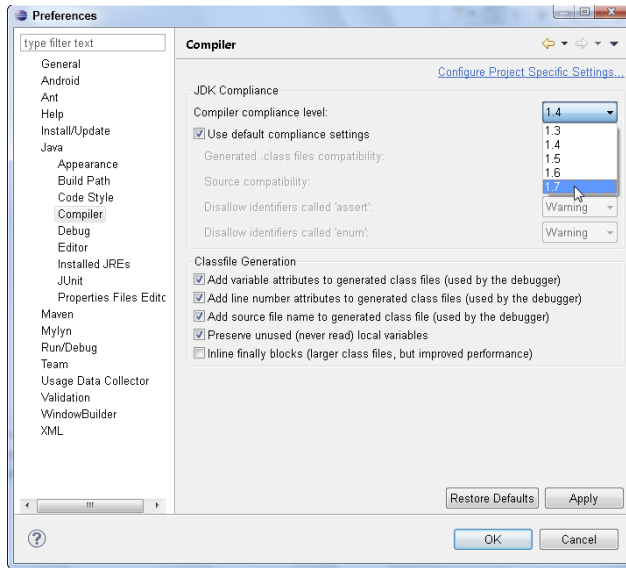 Preferences
type filter text
Compiler
General
Android
Ant
Help
Install/Update
Java
Appearance
Build Path
Code Style
Compiler
Debug
Editor
Installed JREs
JUnit
Properties Files Editc
Maven
Mylyn
Run/Debug
Team
Usage Data Collector
Validation
WindowBuilder
XML
Configure Project Specific Settings...
JDK Compliance
Compiler compliance level:
1.4
1.3
1.4
1.5
1.6
1.7
Use default compliance settings
Generated .class files compatibility:
Source compatibility:
Disallow identifiers called 'assert':
Warning
Disallow identifiers called 'enum':
Warning
Classfile Generation
Add variable attributes to generated class files (used by the debugger)
Add line number attributes to generated class files (used by the debugger)
Add source file name to generated class file (used by the debugger)
Preserve unused (never read) local variables
Inline finally blocks (larger class files, but improved performance)
Restore Defaults
Apply
?
OK
Cancel